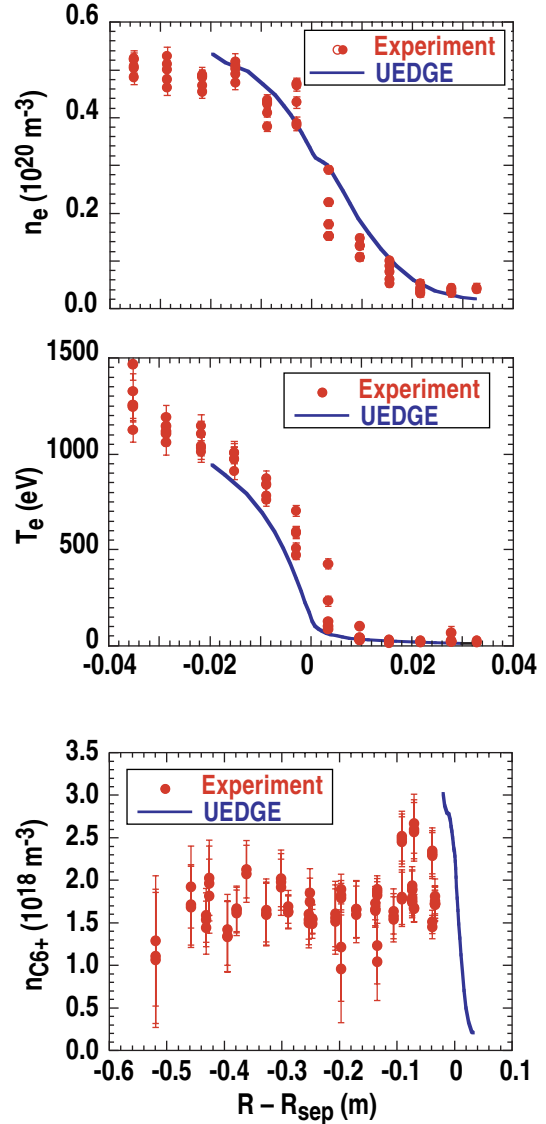 0.6
Experiment
UEDGE
0.4
0.2
0.0
n_e (10^20 m^-3)
1500
Experiment
UEDGE
1000
500
0
T_e (eV)
-0.04 -0.02 0 0.02 0.04
3.5
Experiment
UEDGE
3.0
2.5
2.0
1.5
1.0
0.5
0.0
n_C6+ (10^18 m^-3)
-0.6 -0.5 -0.4 -0.3 -0.2 -0.1 0 0.1
R – R_sep (m)